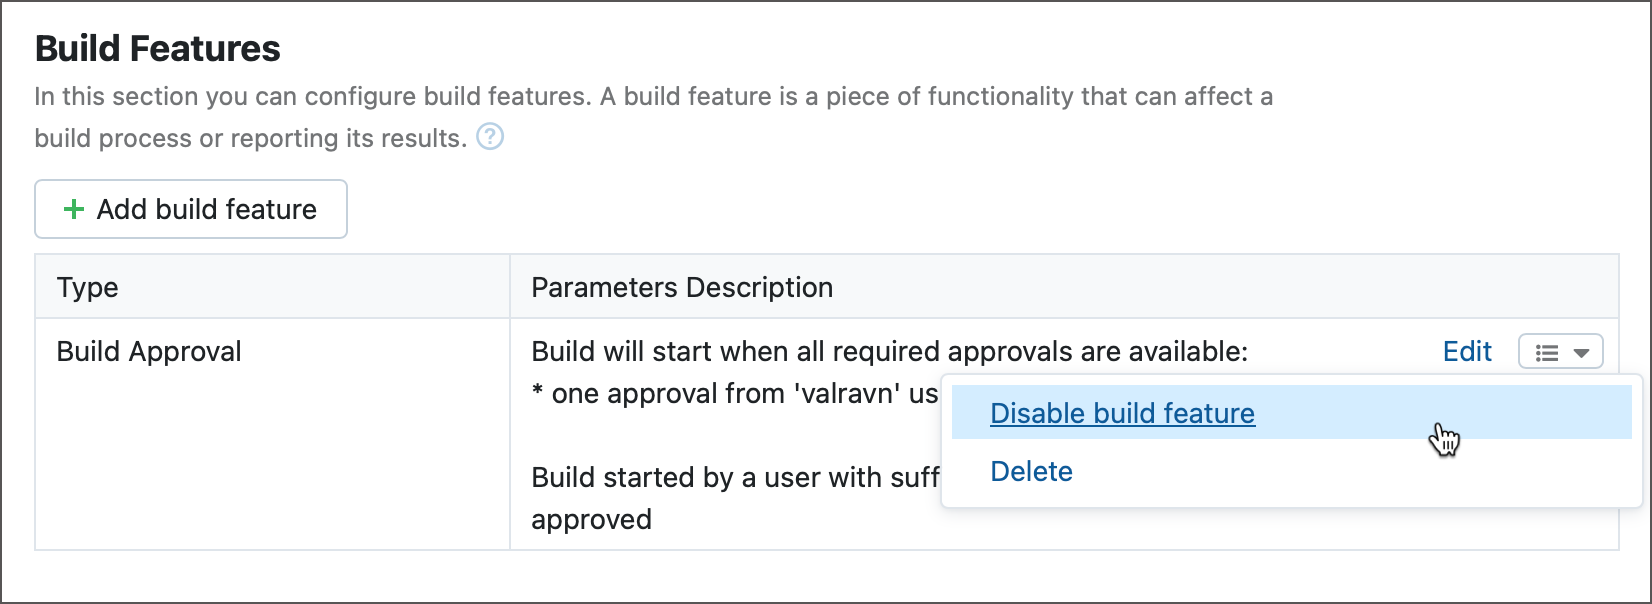 Build Features
In this section you can configure build features. A build feature is a piece of functionality that can affect a
build process or reporting its results. ?
+ Add build feature
Type Parameters Description
Build Approval Build will start when all required approvals are available: Edit
* one approval from 'valravn' us
Disable build feature
Build started by a user with suff
Delete
approved